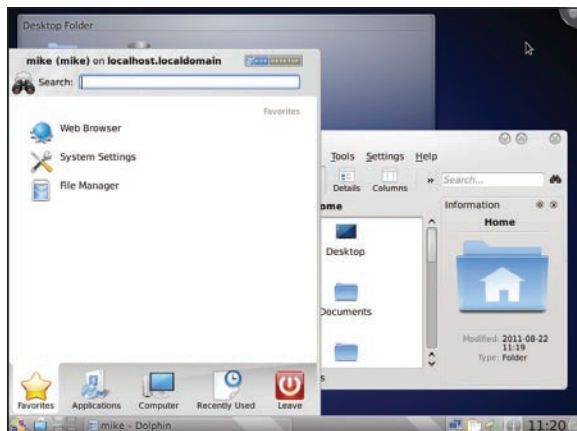 Desktop Folder
mike (mike) on localhost.localdomain
Search:
Favorites
Web Browser
System Settings
File Manager
Tools Settings Help
Details Columns » Search...
ome
Information
Home
Desktop
Documents
Modified: 2011-08-22
11:19
Type: Folder
s
Favorites Applications Computer Recently Used Leave
mike - Dolphin
11:20